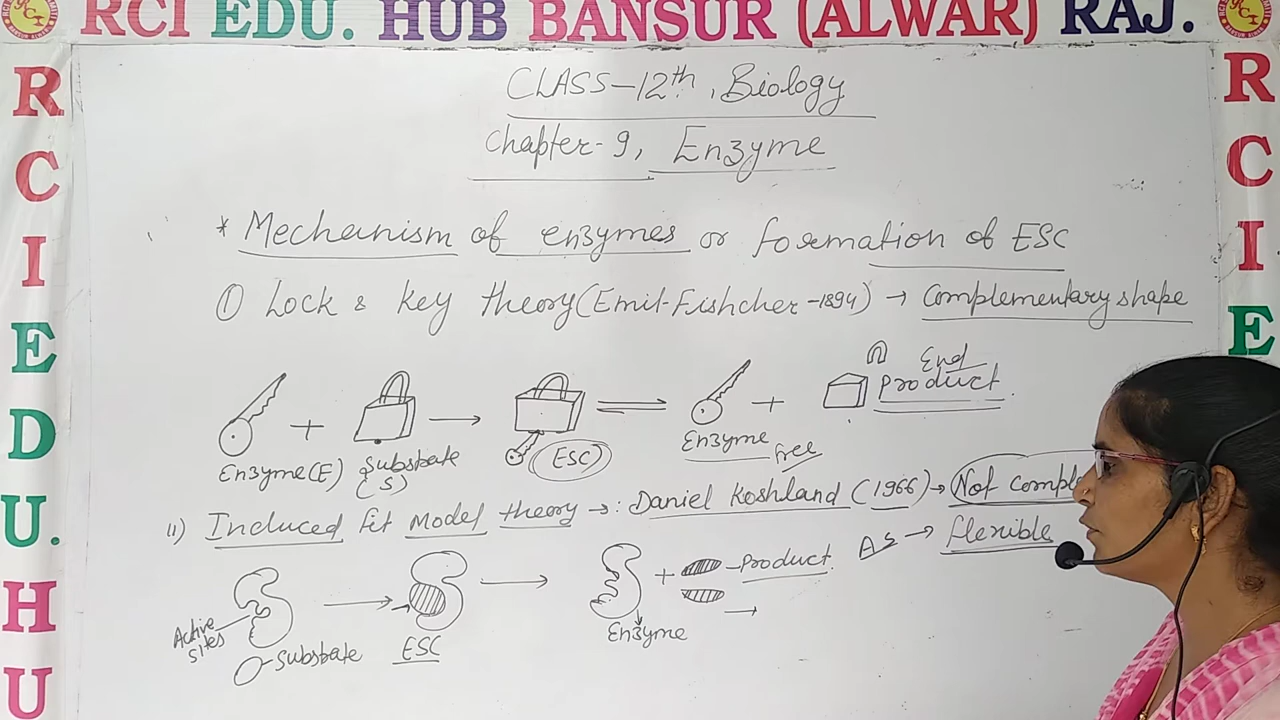 RCI EDU. HUB BANSUR (ALWAR) RAJ.
R
C
I
E
D
U.
H
U
R
C
I
E
CLASS-12th, Biology
Chapter-9, Enzyme
* Mechanism of enzymes or formation of ESC
① Lock & key theory (Emil-Fishcher-1894) → Complementary shape
Enzyme(E) + Substrate (S) → ESC = Enzyme Free + End Product.
11) Induced fit Model theory →: Daniel Koshland (1966) → Not comple
AS → flexible
Active sites
Substrate
ESC
Enzyme
+ -Product.